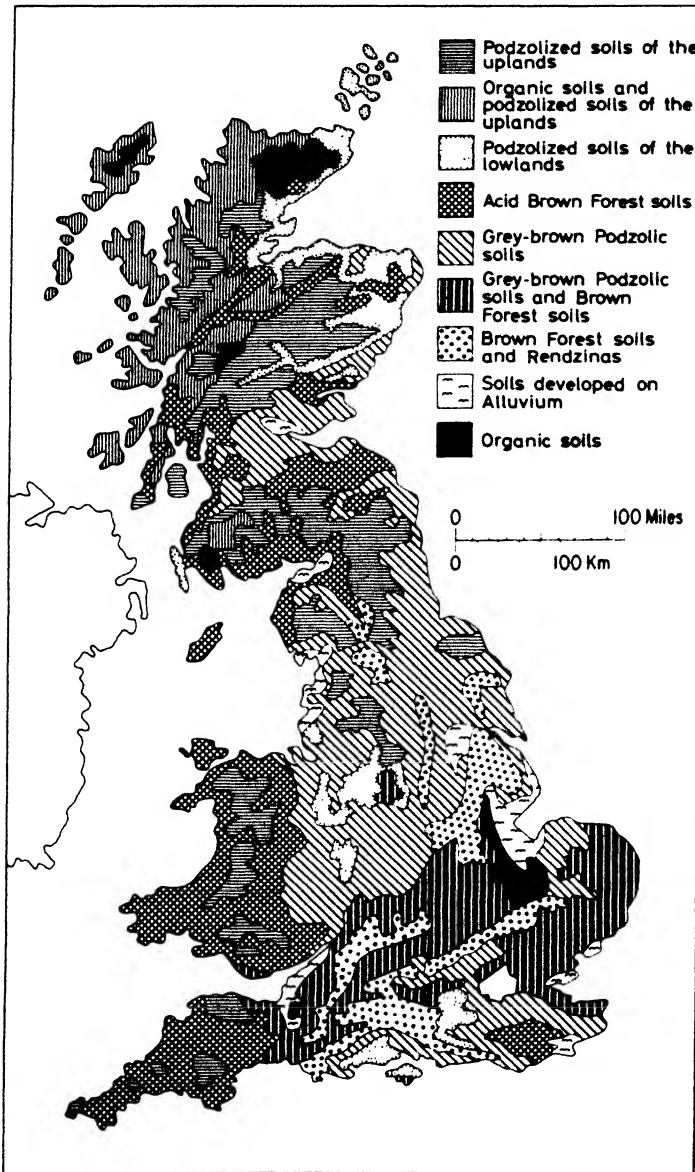 Podzolized soils of the
uplands
Organic soils and
podzolized soils of the
uplands
Podzolized soils of the
lowlands
Acid Brown Forest soils
Grey-brown Podzolic
soils
Grey-brown Podzolic
soils and Brown
Forest soils
Brown Forest soils
and Rendzinas
Soils developed on
Alluvium
Organic soils
0 100 Miles
0 100 Km